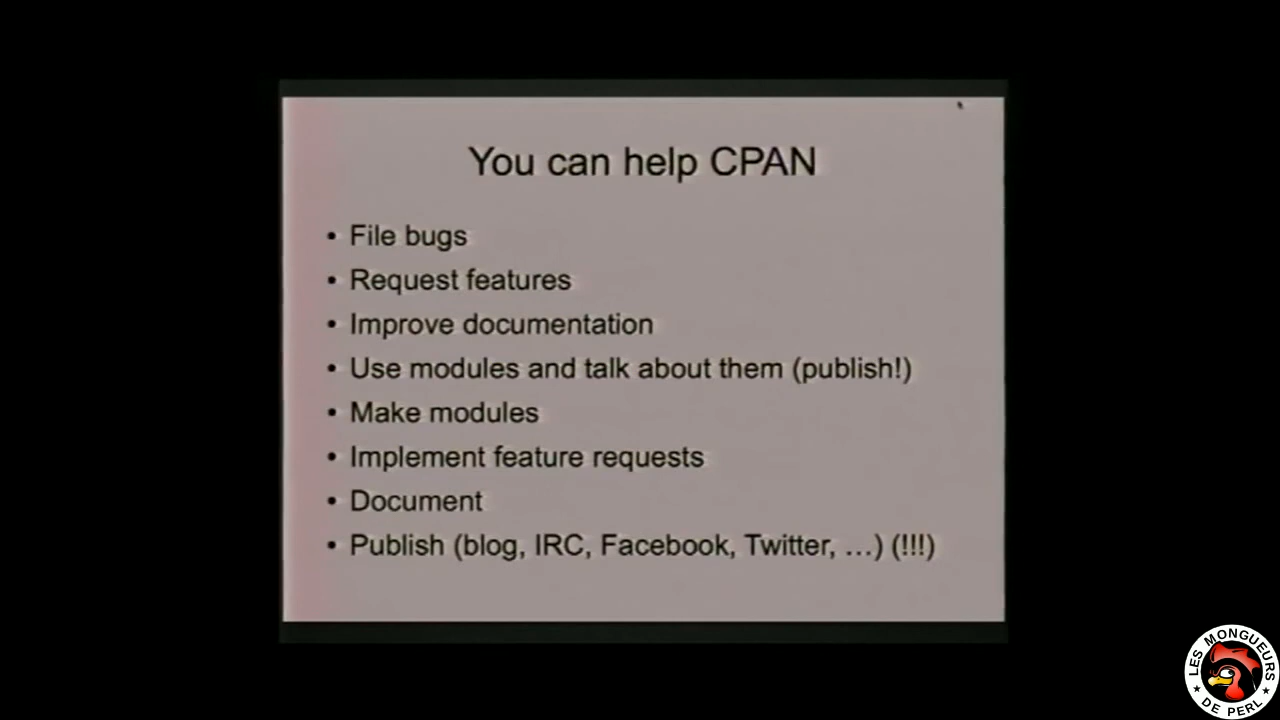 You can help CPAN
• File bugs
• Request features
• Improve documentation
• Use modules and talk about them (publish!)
• Make modules
• Implement feature requests
• Document
• Publish (blog, IRC, Facebook, Twitter, …) (!!!)
LES MONGUEURS
★ DE PERL ★